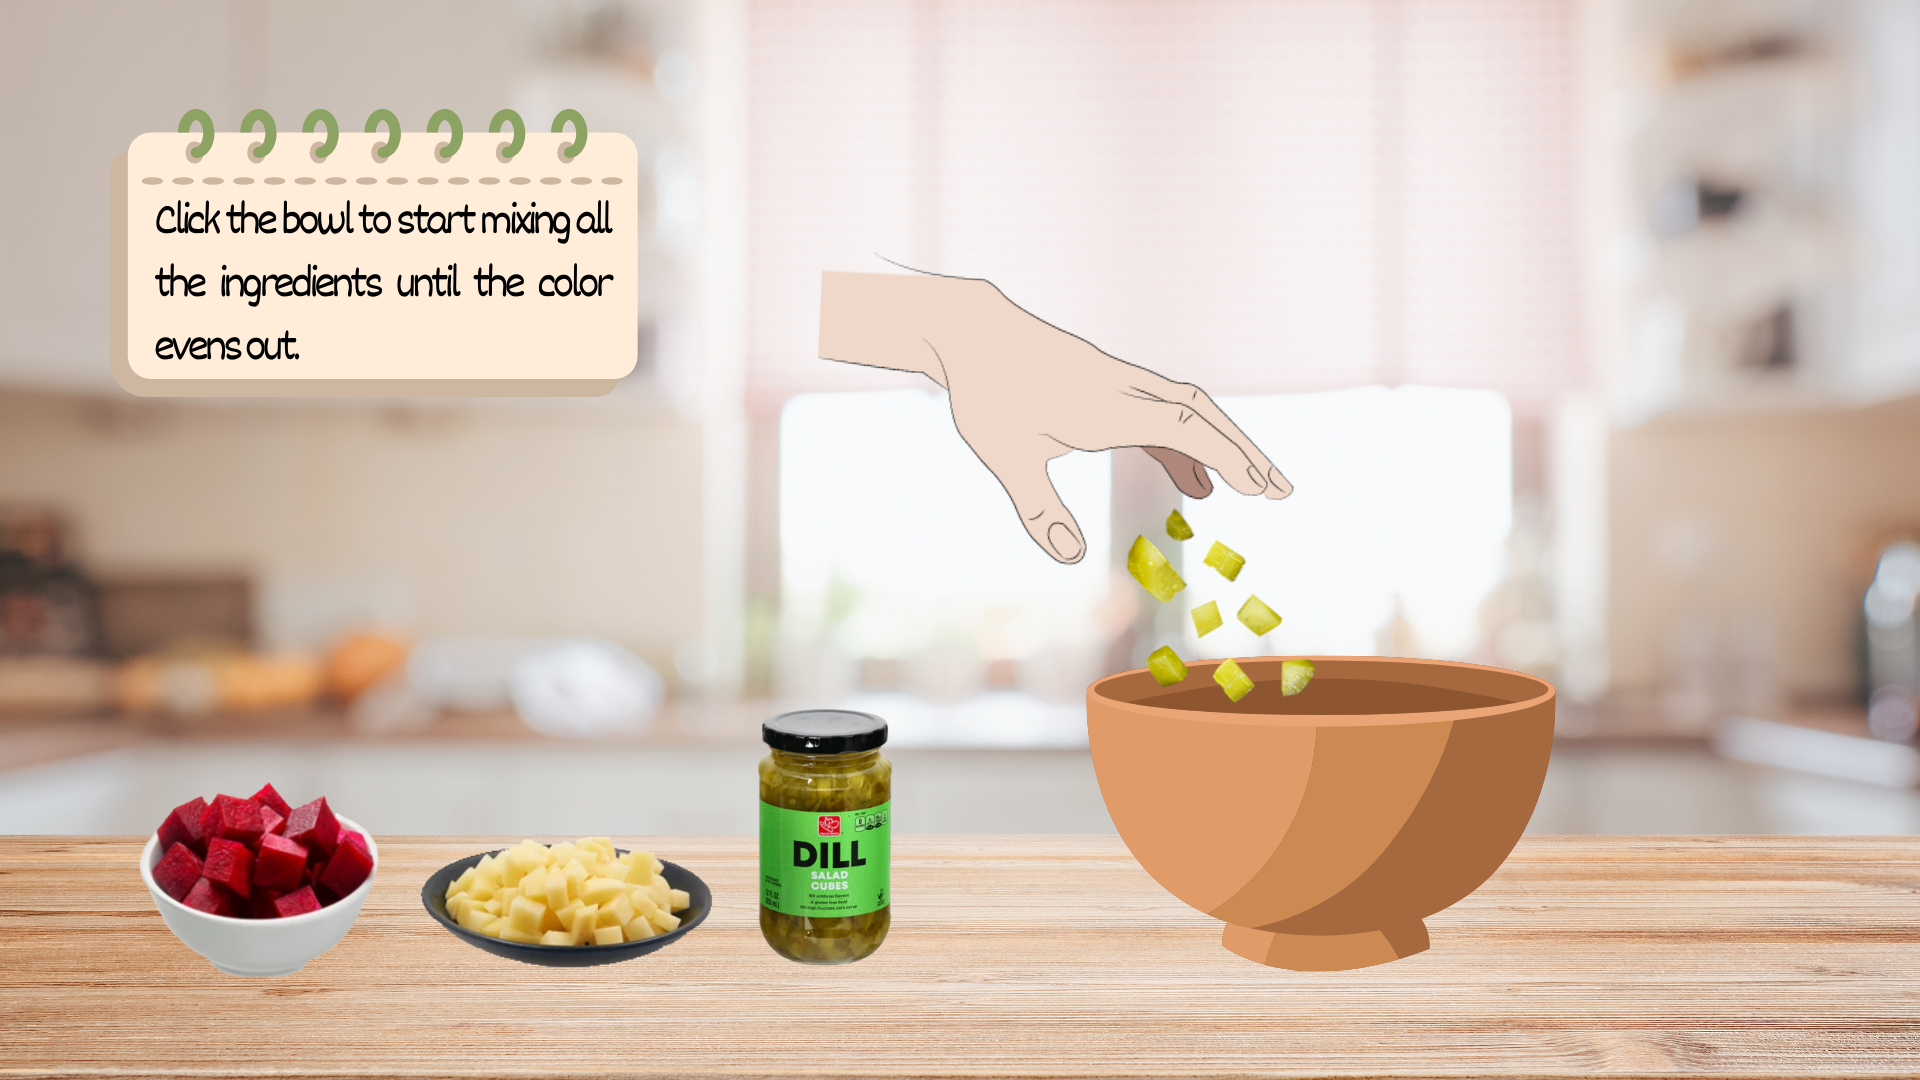 Click the bowl to start mixing all
the ingredients until the color
evens out.
DILL
SALAD
CUBES